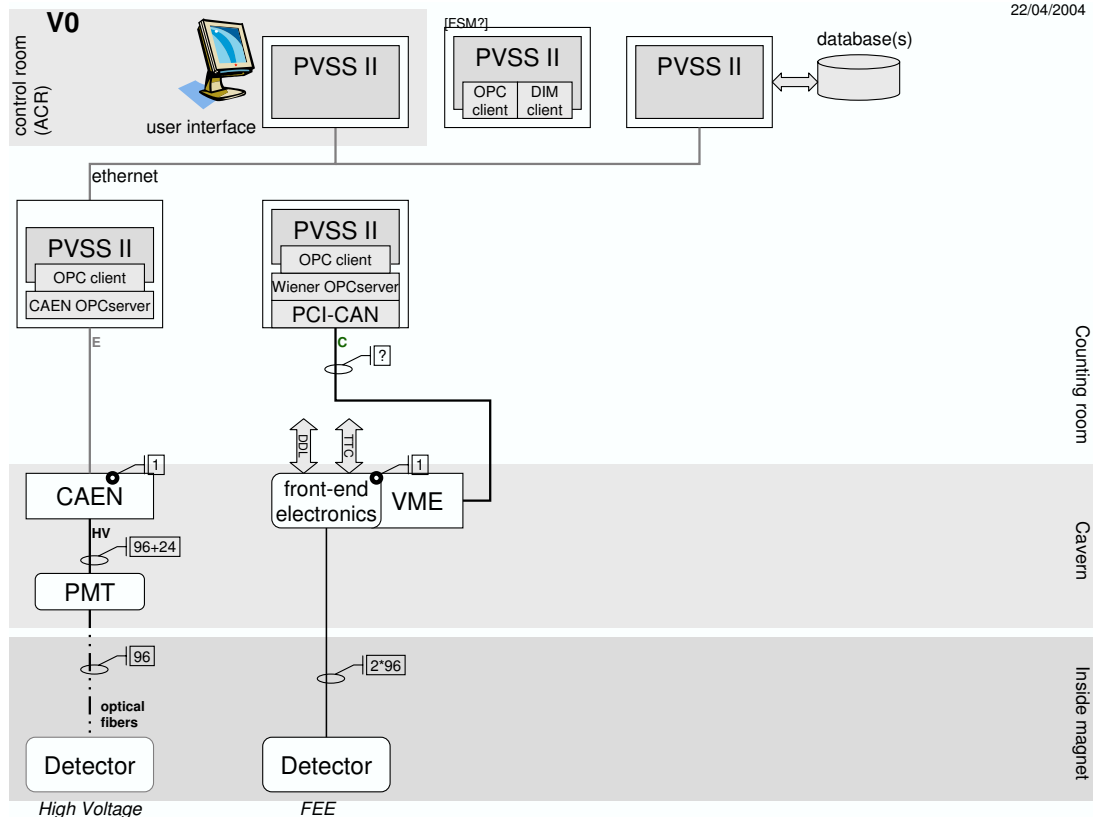 22/04/2004
V0
control room
(ACR)
user interface
PVSS II
[FSM?]
PVSS II
OPC
client
DIM
client
PVSS II
database(s)
ethernet
PVSS II
OPC client
CAEN OPCserver
PVSS II
OPC client
Wiener OPCserver
PCI-CAN
E
C
?
Counting room
DDL
TTC
1
CAEN
1
front-end
electronics
VME
HV
96+24
PMT
Cavern
96
2*96
optical
fibers
Inside magnet
Detector
Detector
High Voltage
FEE